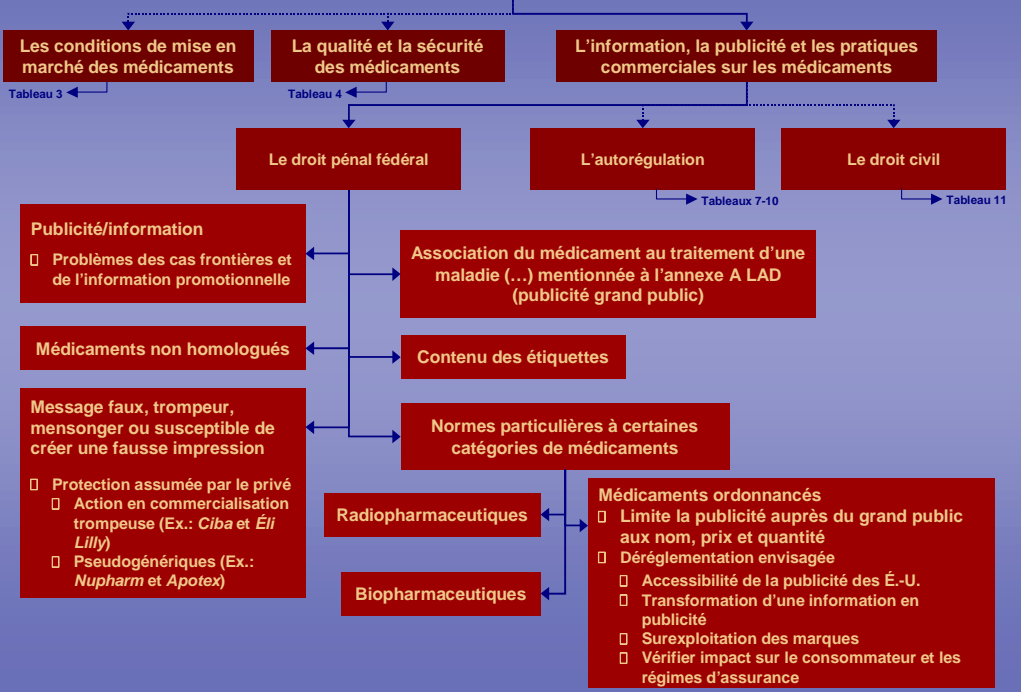 Les conditions de mise en
marché des médicaments
La qualité et la sécurité
des médicaments
L'information, la publicité et les pratiques
commerciales sur les médicaments
Tableau 3
Tableau 4
Le droit pénal fédéral
L'autorégulation
Le droit civil
Tableaux 7-10
Tableau 11
Publicité/information
Problèmes des cas frontières et
de l'information promotionnelle
Association du médicament au traitement d'une
maladie (…) mentionnée à l'annexe A LAD
(publicité grand public)
Médicaments non homologués
Contenu des étiquettes
Message faux, trompeur,
mensonger ou susceptible de
créer une fausse impression
Protection assumée par le privé
Action en commercialisation
trompeuse (Ex.: Ciba et Éli
Lilly)
Pseudogénériques (Ex.:
Nupharm et Apotex)
Normes particulières à certaines
catégories de médicaments
Radiopharmaceutiques
Biopharmaceutiques
Médicaments ordonnancés
Limite la publicité auprès du grand public
aux nom, prix et quantité
Déréglementation envisagée
Accessibilité de la publicité des É.-U.
Transformation d'une information en
publicité
Surexploitation des marques
Vérifier impact sur le consommateur et les
régimes d'assurance